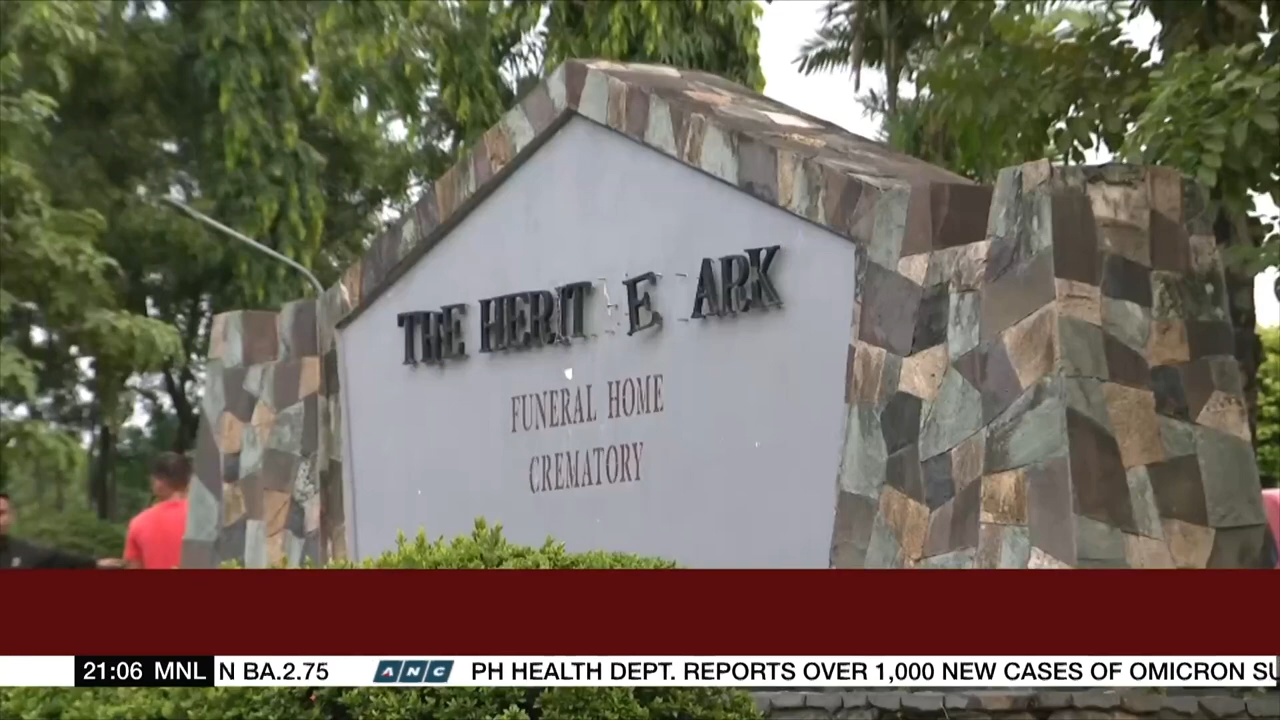 THE HERIT E ARK
FUNERAL HOME
CREMATORY
21:06 MNL N BA.2.75 ANC PH HEALTH DEPT. REPORTS OVER 1,000 NEW CASES OF OMICRON SU